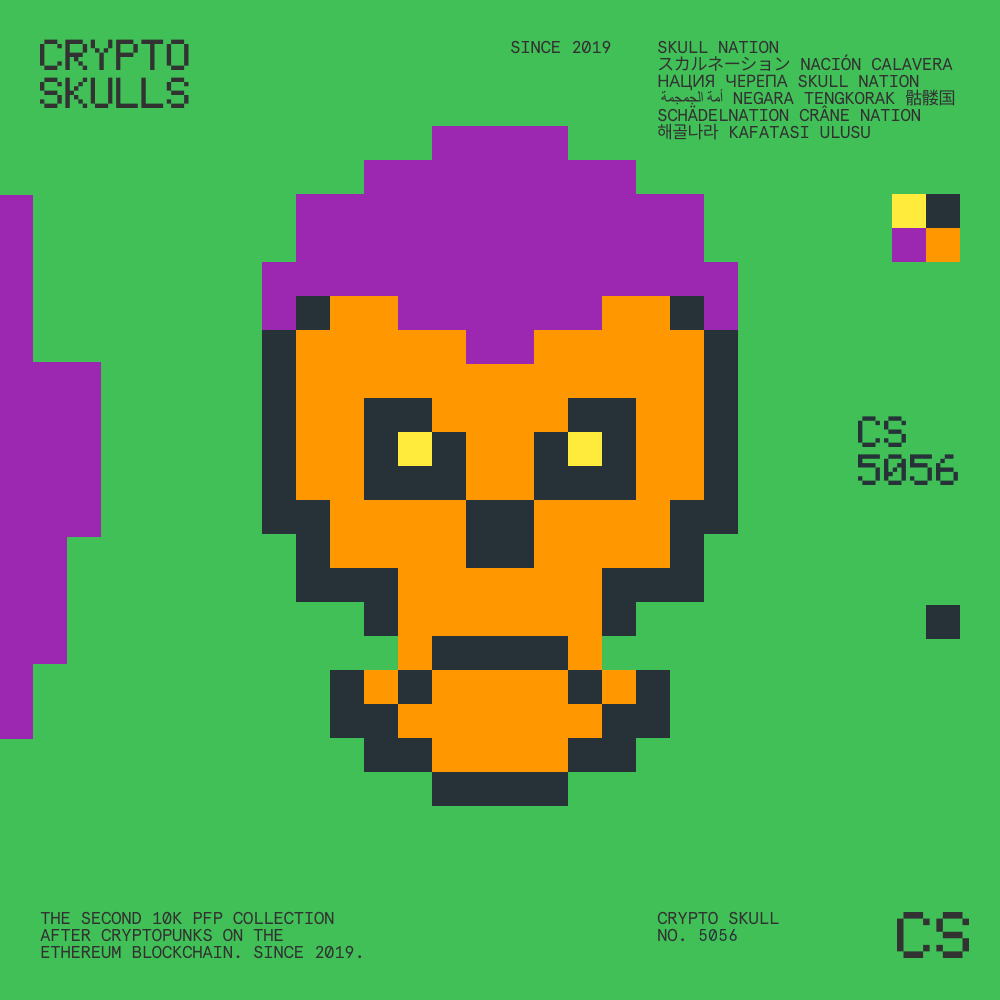 CRYPTO
SKULLS
SINCE 2019
SKULL NATION
スカルネーション NACIÓN CALAVERA
НАЦИЯ ЧЕРЕПА SKULL NATION
أمة الجمجمة NEGARA TENGKORAK 骷髅国
SCHÄDELNATION CRÂNE NATION
해골나라 KAFATASI ULUSU
CS
5056
THE SECOND 10K PFP COLLECTION
AFTER CRYPTOPUNKS ON THE
ETHEREUM BLOCKCHAIN. SINCE 2019.
CRYPTO SKULL
NO. 5056
CS